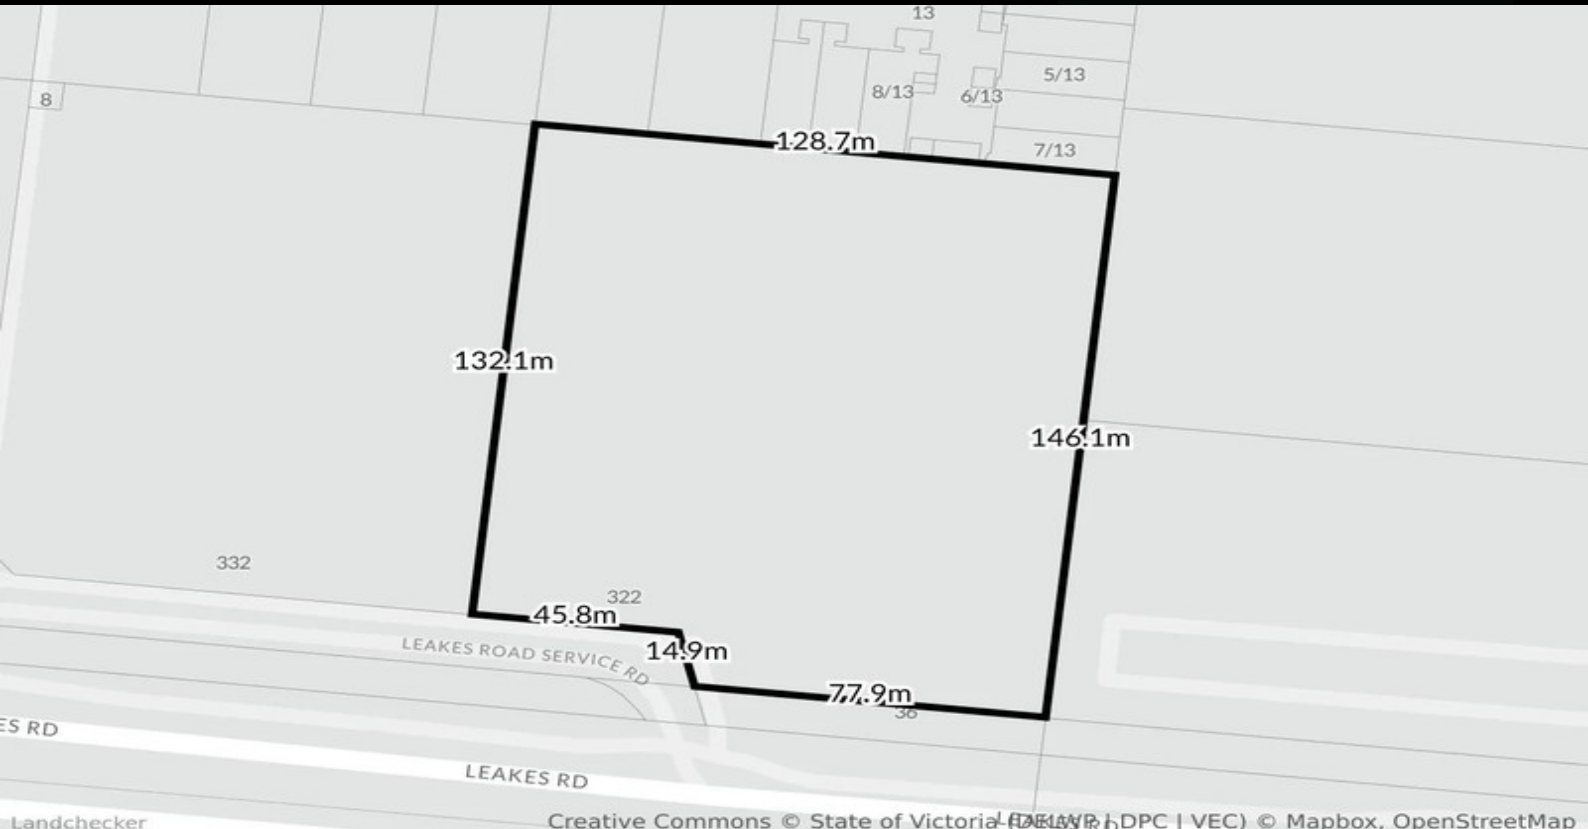 13
5/13
8
8/13
6/13
128.7m
7/13
132.1m
146.1m
332
322
45.8m
LEAKES ROAD SERVICE RD
14.9m
77.9m
36
ES RD
LEAKES RD
Landchecker
Creative Commons © State of Victoria (DELWP | DPC | VEC) © Mapbox, OpenStreetMap